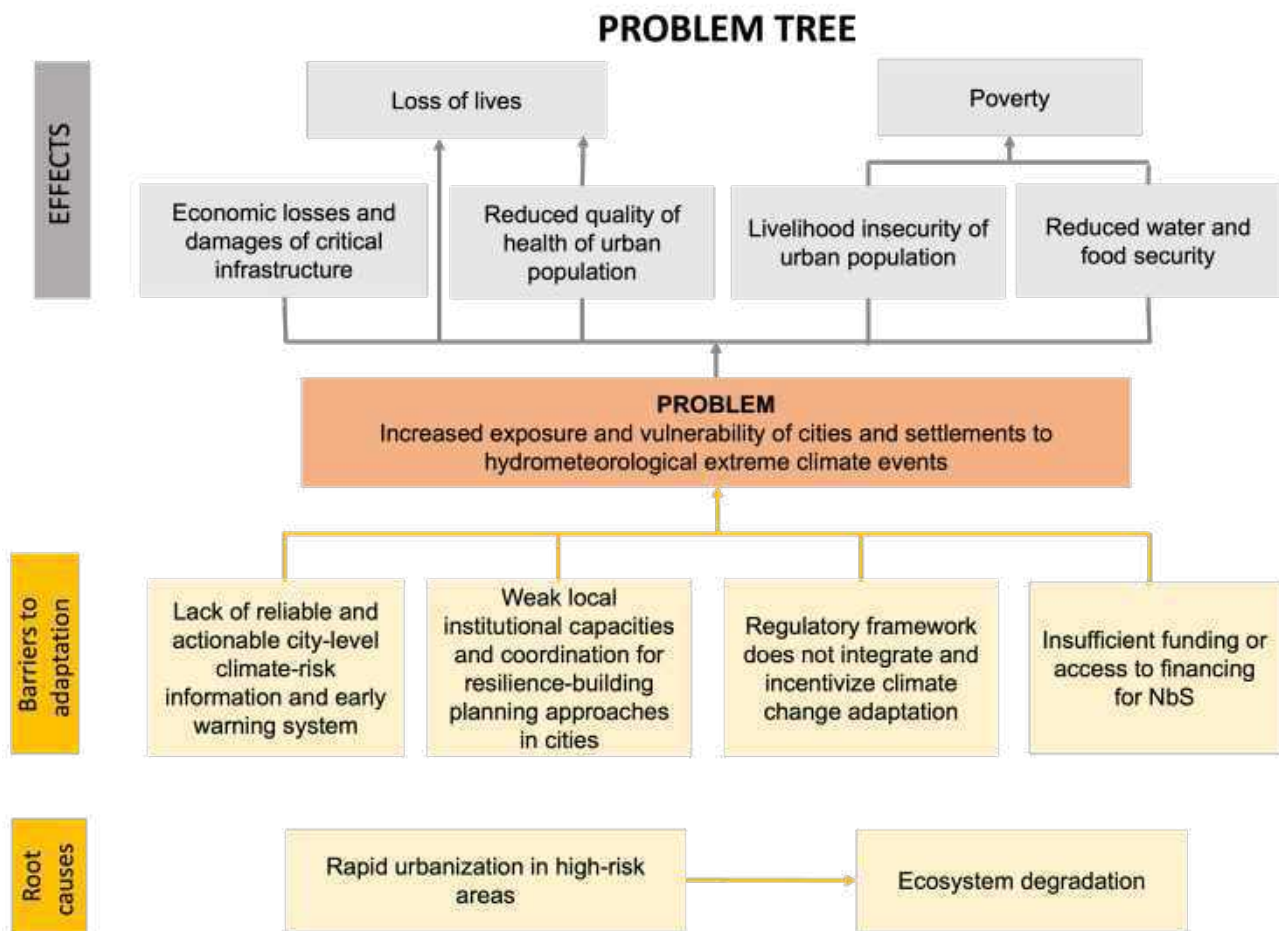 PROBLEM TREE
EFFECTS
Loss of lives
Poverty
Economic losses and
damages of critical
infrastructure
Reduced quality of
health of urban
population
Livelihood insecurity of
urban population
Reduced water and
food security
PROBLEM
Increased exposure and vulnerability of cities and settlements to
hydrometeorological extreme climate events
Barriers to
adaptation
Lack of reliable and
actionable city-level
climate-risk
information and early
warning system
Weak local
institutional capacities
and coordination for
resilience-building
planning approaches
in cities
Regulatory framework
does not integrate and
incentivize climate
change adaptation
Insufficient funding or
access to financing
for NbS
Root
causes
Rapid urbanization in high-risk
areas
Ecosystem degradation